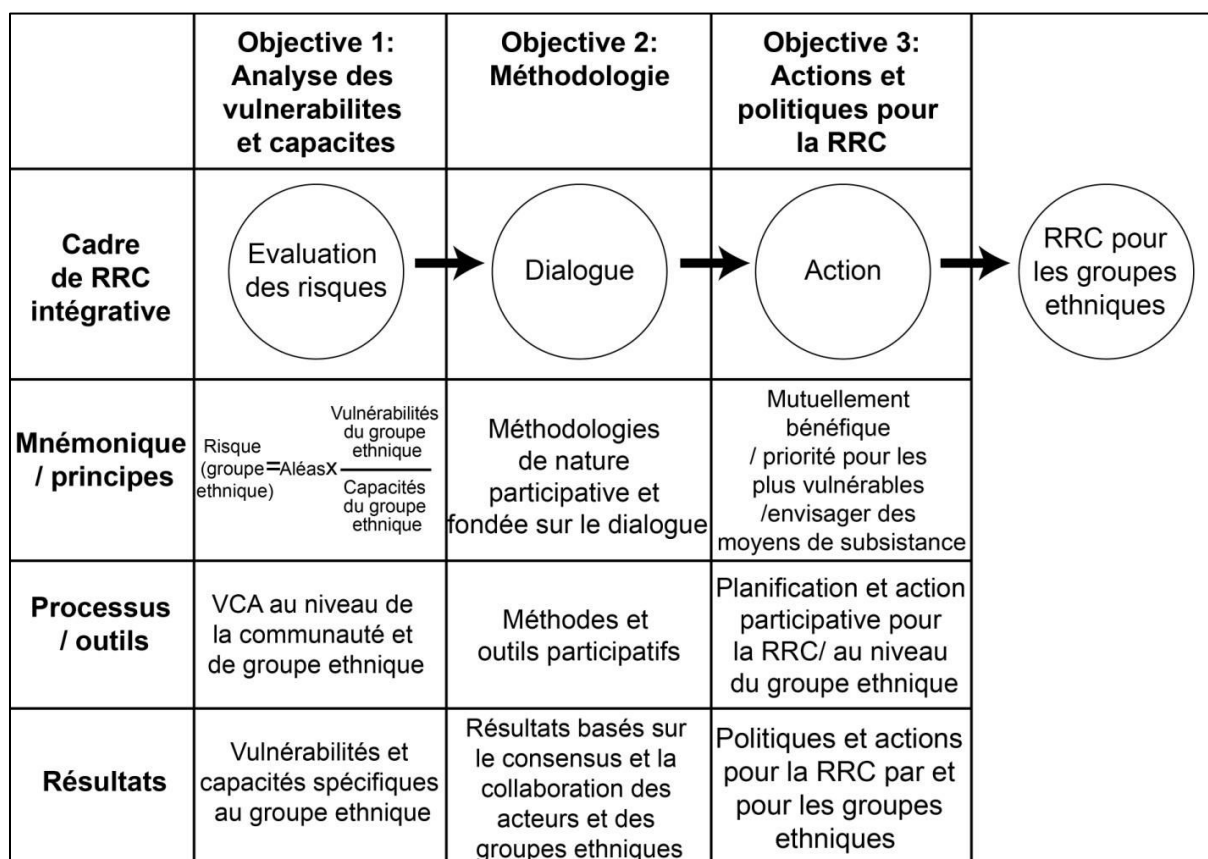 Objective 1:
Analyse des
vulnerabilites
et capacites
Objective 2:
Méthodologie
Objective 3:
Actions et
politiques pour
la RRC
Cadre
de RRC
intégrative
Evaluation
des risques
Dialogue
Action
RRC pour
les groupes
ethniques
Mnémonique
/ principes
Risque
(groupe
ethnique)
=Aléasx
Vulnérabilités
du groupe
ethnique
Capacités
du groupe
ethnique
Méthodologies
de nature
participative et
fondée sur le dialogue
Mutuellement
bénéfique
/ priorité pour les
plus vulnérables
/envisager des
moyens de subsistance
Processus
/ outils
VCA au niveau de
la communauté et
de groupe ethnique
Méthodes et
outils participatifs
Planification et action
participative pour
la RRC/ au niveau
du groupe ethnique
Résultats
Vulnérabilités et
capacités spécifiques
au groupe ethnique
Résultats basés sur
le consensus et la
collaboration des
acteurs et des
groupes ethniques
Politiques et actions
pour la RRC par et
pour les groupes
ethniques